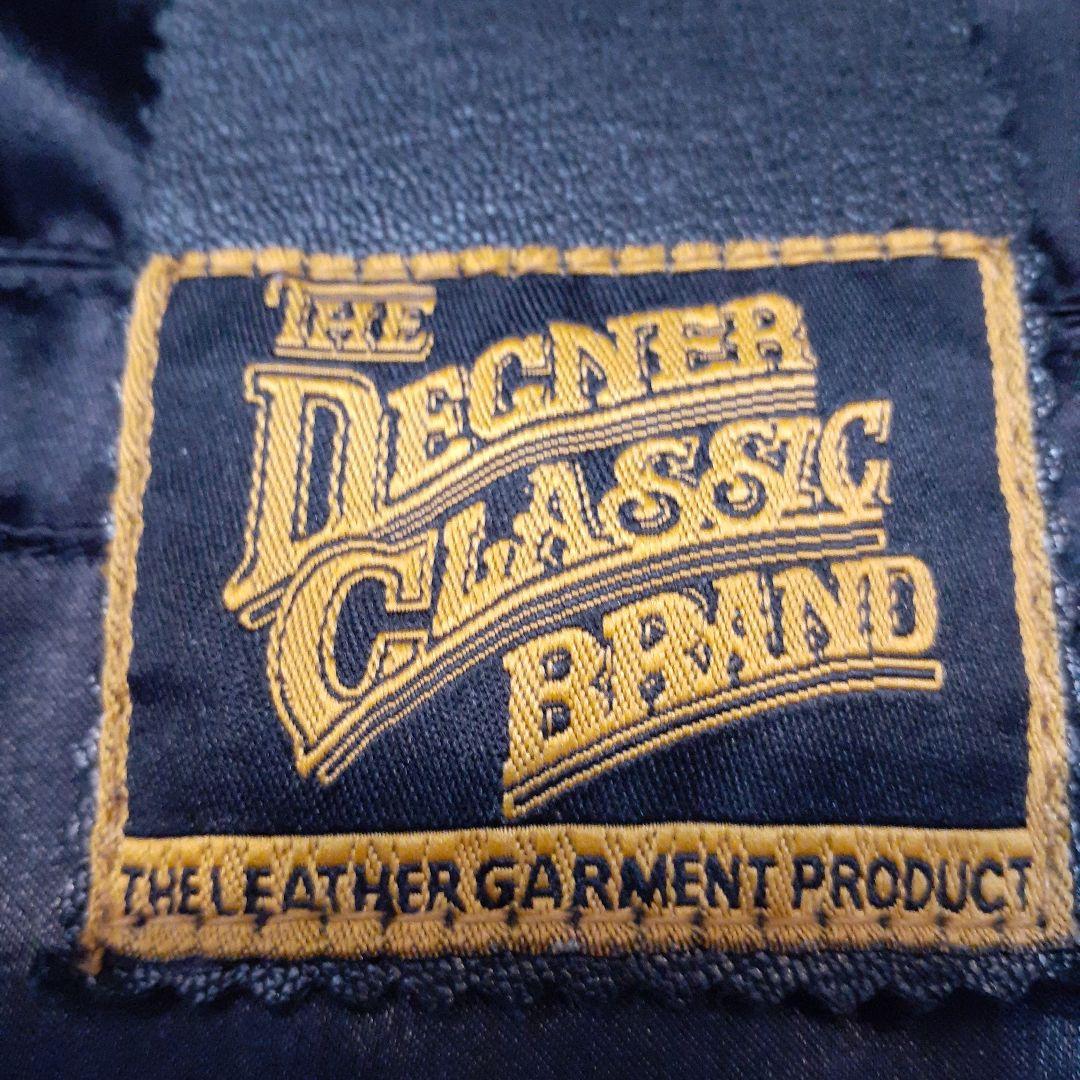 THE
DEGNER
CLASSIC
BRAND
THE LEATHER GARMENT PRODUCT